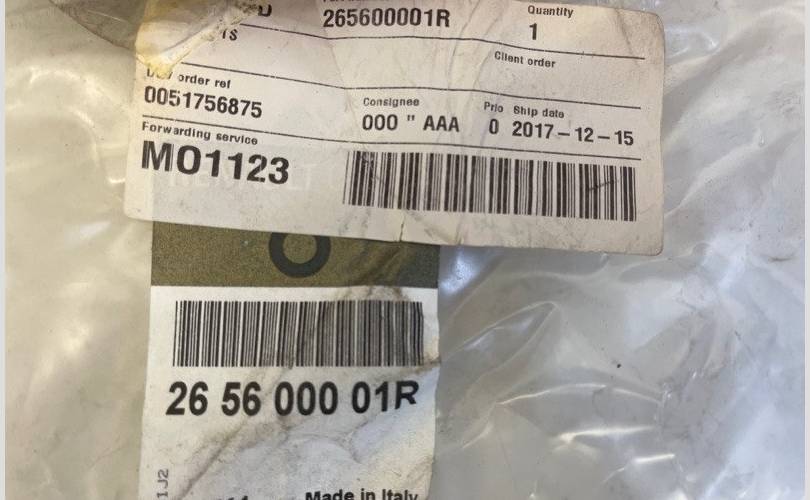 265600001R
Quantity
1
Client order
order ref
0051756875
Consignee
000 " AAA
Prio
0
Ship date
2017-12-15
Forwarding service
MO1123
26 56 000 01R
1J2
Made in Italy